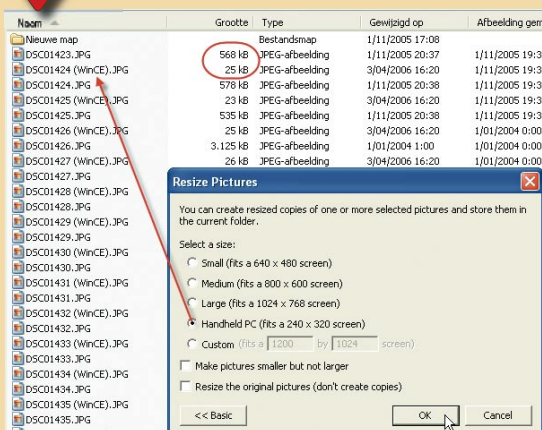 Naam Grootte Type Gewijzigd op Afbeelding gem
Nieuwe map Bestandsmap 1/11/2005 17:08
DSC01423.JPG 568 kB JPEG-afbeelding 1/11/2005 20:37 1/11/2005 19:3
DSC01424 (WinCE).JPG 25 kB JPEG-afbeelding 3/04/2006 16:20 1/11/2005 19:3
DSC01424.JPG 578 kB JPEG-afbeelding 1/11/2005 20:38 1/11/2005 19:3
DSC01425 (WinCE).JPG 23 kB JPEG-afbeelding 3/04/2006 16:20 1/11/2005 19:3
DSC01425.JPG 535 kB JPEG-afbeelding 1/11/2005 20:38 1/11/2005 19:3
DSC01426 (WinCE).JPG 25 kB JPEG-afbeelding 3/04/2006 16:20 1/01/2004 0:00
DSC01426.JPG 3.125 kB JPEG-afbeelding 1/01/2004 1:00 1/01/2004 0:00
DSC01427 (WinCE).JPG 26 kB JPEG-afbeelding 3/04/2006 16:20 1/01/2004 0:00
DSC01427.JPG
DSC01428 (WinCE).JPG
DSC01428.JPG
DSC01429 (WinCE).JPG
DSC01429.JPG
DSC01430 (WinCE).JPG
DSC01430.JPG
DSC01431 (WinCE).JPG
DSC01431.JPG
DSC01432 (WinCE).JPG
DSC01432.JPG
DSC01433 (WinCE).JPG
DSC01433.JPG
DSC01434 (WinCE).JPG
DSC01434.JPG
DSC01435 (WinCE).JPG
DSC01435.JPG
Resize Pictures
You can create resized copies of one or more selected pictures and store them in
the current folder.
Select a size:
Small (fits a 640 x 480 screen)
Medium (fits a 800 x 600 screen)
Large (fits a 1024 x 768 screen)
Handheld PC (fits a 240 x 320 screen)
Custom (fits a 1200 by 1024 screen)
Make pictures smaller but not larger
Resize the original pictures (don't create copies)
<< Basic OK Cancel